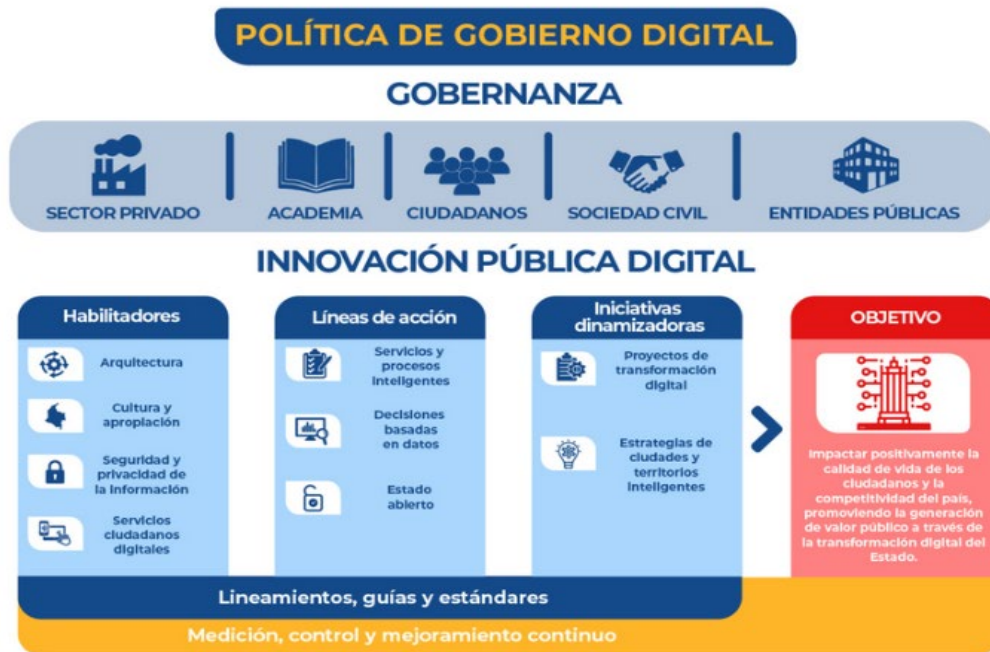 POLÍTICA DE GOBIERNO DIGITAL
GOBERNANZA
SECTOR PRIVADO
ACADEMIA
CIUDADANOS
SOCIEDAD CIVIL
ENTIDADES PÚBLICAS
INNOVACIÓN PÚBLICA DIGITAL
Habilitadores
Arquitectura
Cultura y
apropiación
Seguridad y
privacidad de
la información
Servicios
ciudadanos
digitales
Líneas de acción
Servicios y
procesos
inteligentes
Decisiones
basadas
en datos
Estado
abierto
Iniciativas
dinamizadoras
Proyectos de
transformación
digital
Estrategias de
ciudades y
territorios
inteligentes
OBJETIVO
Impactar positivamente la
calidad de vida de los
ciudadanos y la
competitividad del país,
promoviendo la generación
de valor público a través de
la transformación digital del
Estado.
Lineamientos, guías y estándares
Medición, control y mejoramiento continuo